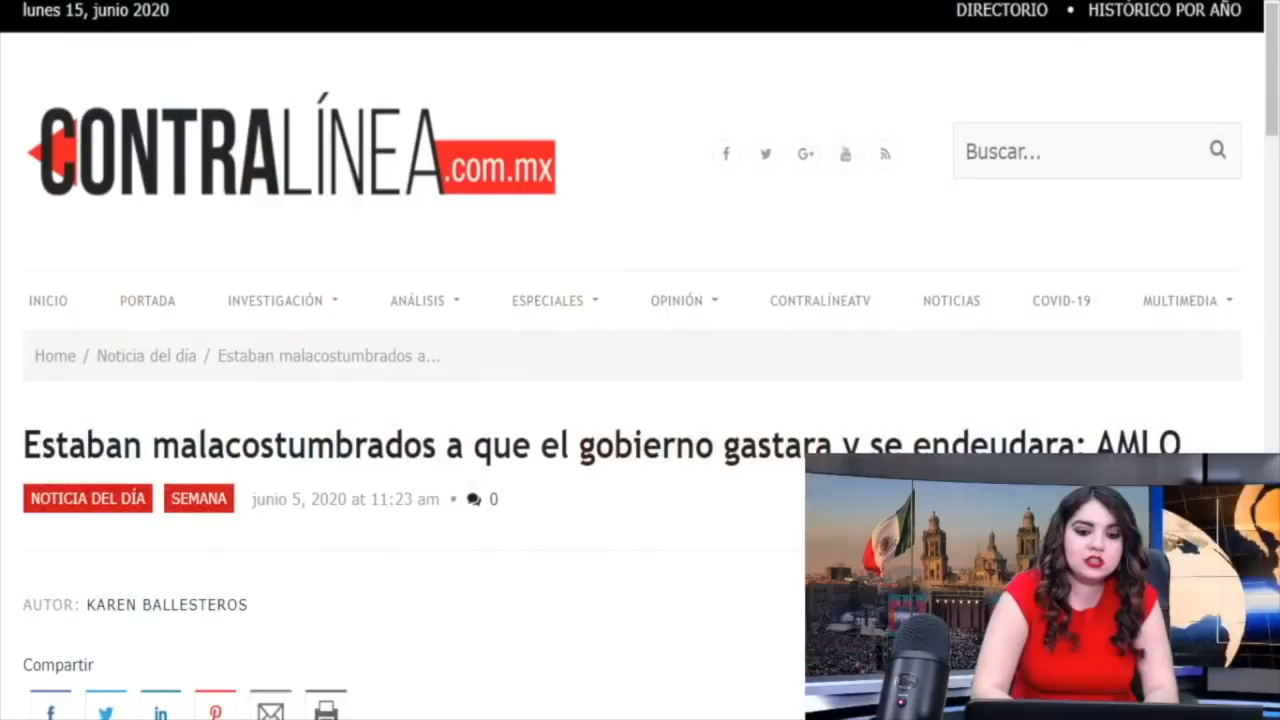 lunes 15, junio 2020
DIRECTORIO • HISTÓRICO POR AÑO
CONTRALÍNEA.com.mx
Buscar...
INICIO PORTADA INVESTIGACIÓN ANÁLISIS ESPECIALES OPINIÓN CONTRALÍNEATV NOTICIAS COVID-19 MULTIMEDIA
Home / Noticia del día / Estaban malacostumbrados a...
Estaban malacostumbrados a que el gobierno gastara y se endeudara: AMLO
NOTICIA DEL DÍA SEMANA junio 5, 2020 at 11:23 am • 0
AUTOR: KAREN BALLESTEROS
Compartir